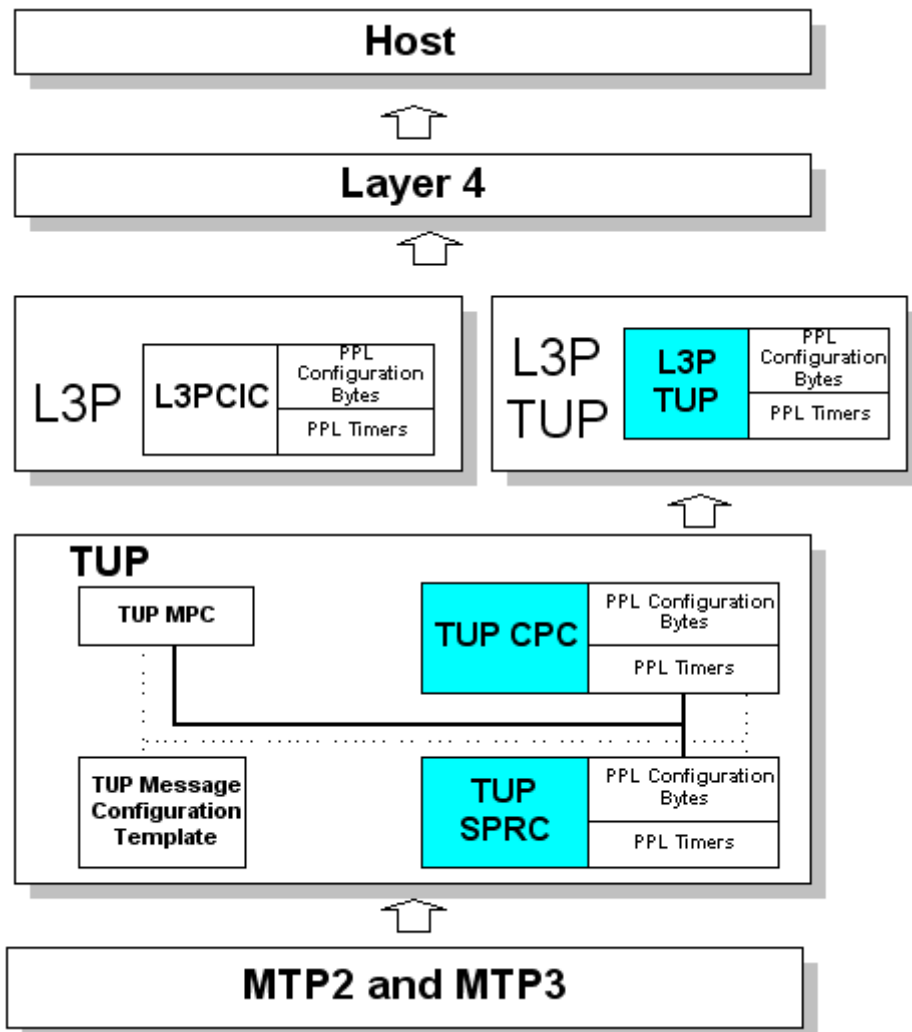 Host
Layer 4
L3P
L3PCIC
PPL
Configuration
Bytes
PPL Timers
L3P
TUP
L3P
TUP
PPL
Configuration
Bytes
PPL Timers
TUP
TUP MPC
TUP CPC
PPL Configuration
Bytes
PPL Timers
TUP Message
Configuration
Template
TUP
SPRC
PPL Configuration
Bytes
PPL Timers
MTP2 and MTP3